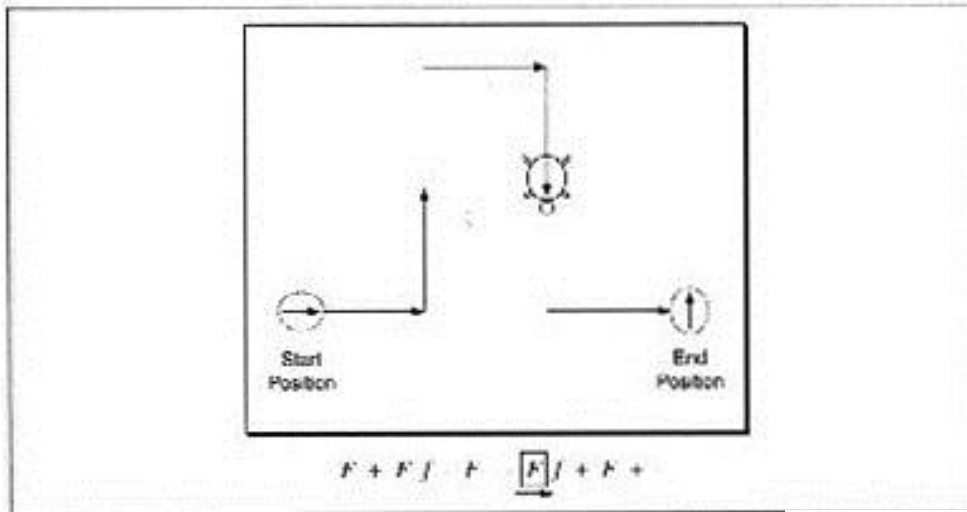 Start
Position
End
Position
F + F f - F - F f + F +